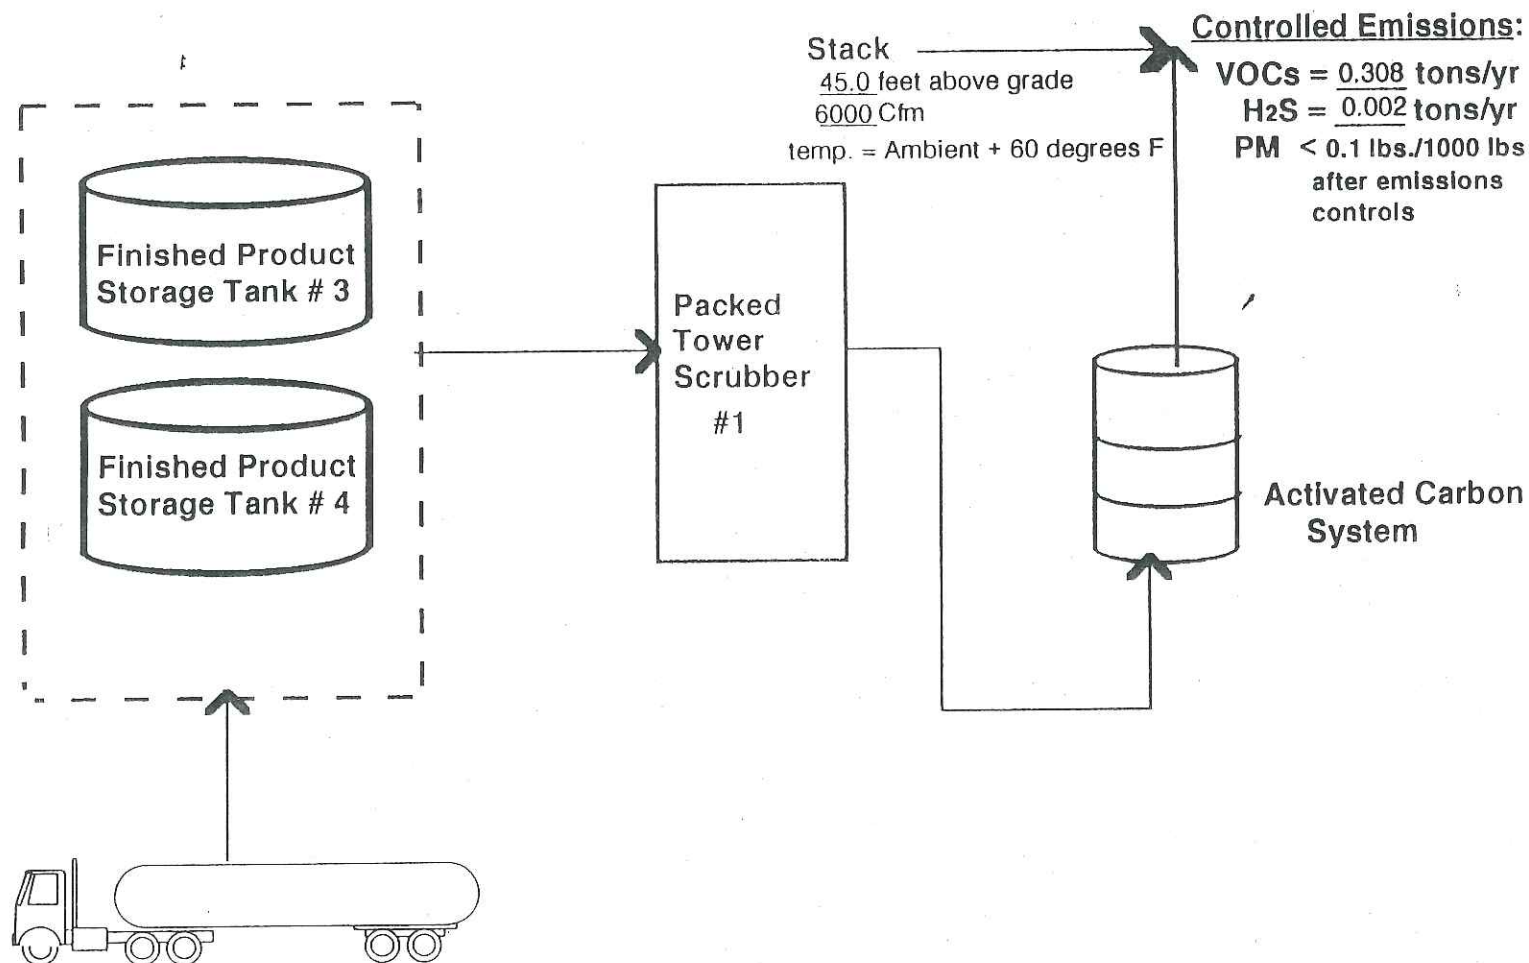 Controlled Emissions:
VOCs = 0.308 tons/yr
H2S = 0.002 tons/yr
PM < 0.1 lbs./1000 lbs
after emissions
controls
Stack
45.0 feet above grade
6000 Cfm
temp. = Ambient + 60 degrees F
Finished Product
Storage Tank # 3
Finished Product
Storage Tank # 4
Packed
Tower
Scrubber
#1
Activated Carbon
System